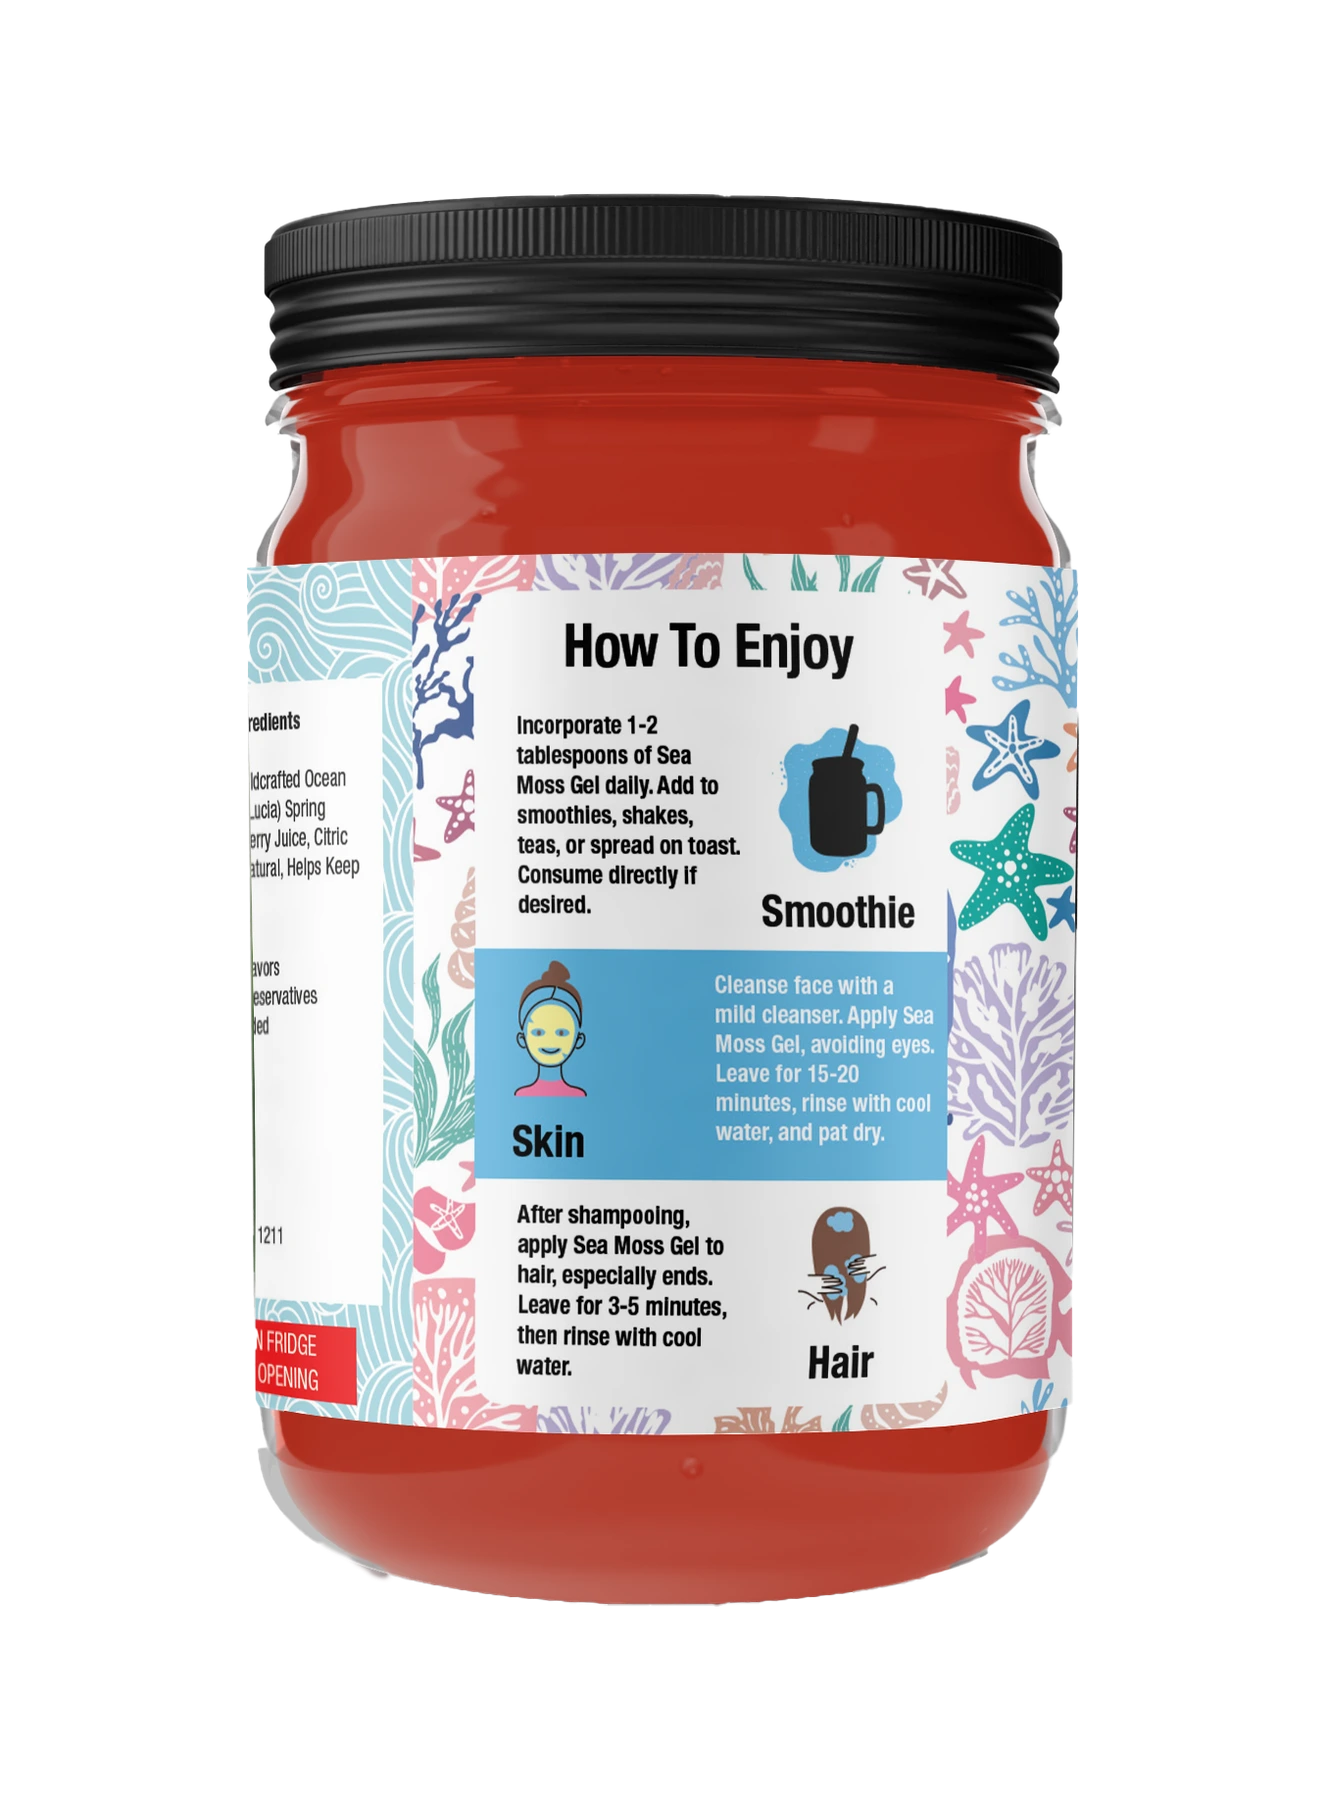 How To Enjoy
Incorporate 1-2
tablespoons of Sea
Moss Gel daily. Add to
smoothies, shakes,
teas, or spread on toast.
Consume directly if
desired.
Smoothie
Cleanse face with a
mild cleanser. Apply Sea
Moss Gel, avoiding eyes.
Leave for 15-20
minutes, rinse with cool
water, and pat dry.
Skin
After shampooing,
apply Sea Moss Gel to
hair, especially ends.
Leave for 3-5 minutes,
then rinse with cool
water.
Hair
redients
ldcrafted Ocean
Lucia) Spring
erry Juice, Citric
atural, Helps Keep
avors
eservatives
ded
1211
N FRIDGE
OPENING